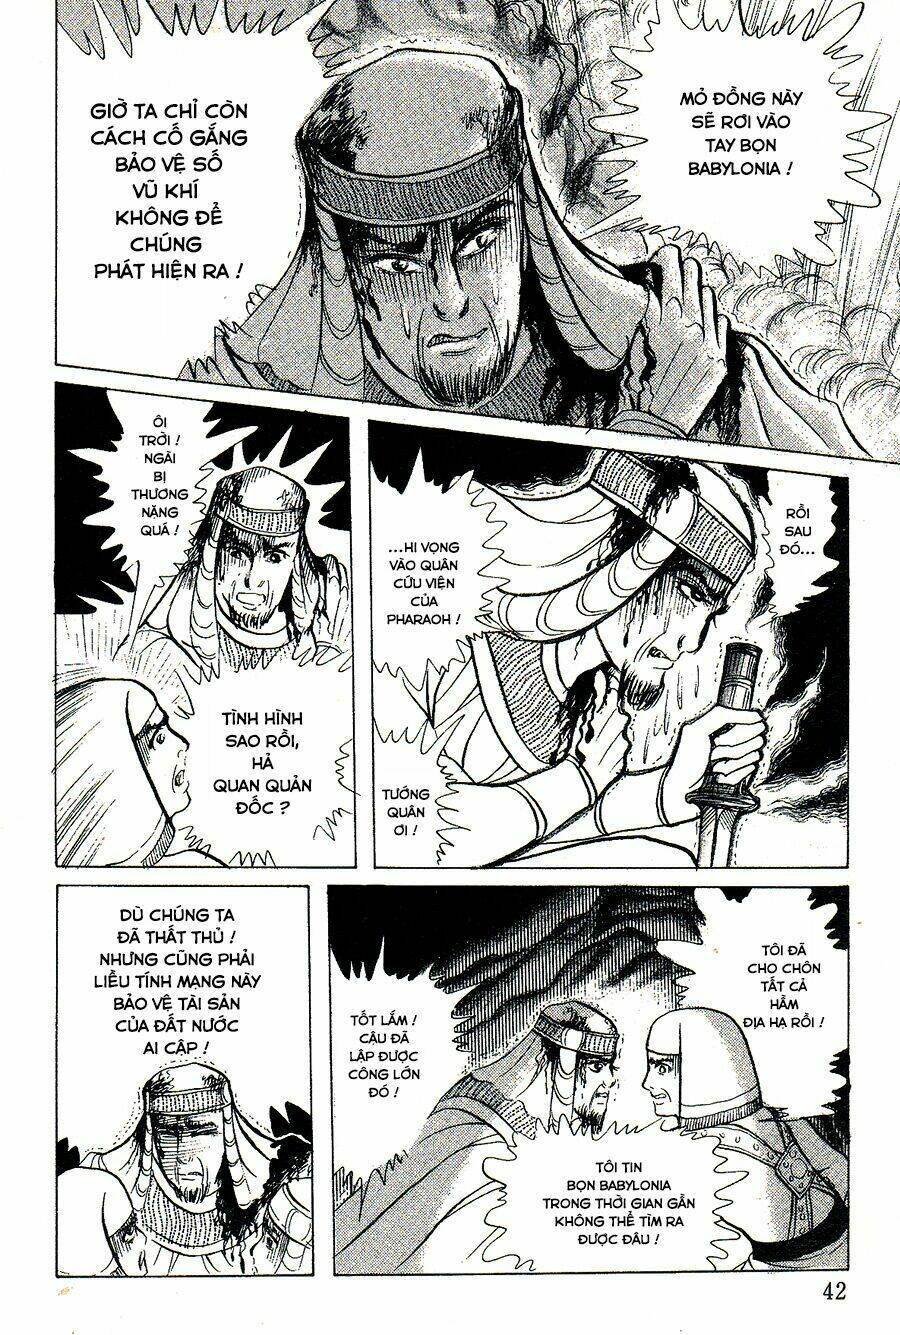 MỎ ĐỒNG NÀY
SẼ RƠI VÀO
TAY BỌN
BABYLONIA !
GIỜ TA CHỈ CÒN
CÁCH CỐ GẮNG
BẢO VỆ SỐ
VŨ KHÍ
KHÔNG ĐỂ
CHÚNG
PHÁT HIỆN RA !
RỒI
SAU
ĐÓ...
...HI VỌNG
VÀO QUÂN
CỨU VIỆN
CỦA
PHARAOH !
TƯỚNG
QUÂN
ƠI !
ÔI
TRỜI !
NGÀI
BỊ
THƯƠNG
NẶNG
QUÁ !
TÌNH HÌNH
SAO RỒI,
HẢ
QUAN QUẢN
ĐỐC ?
TÔI ĐÃ
CHO CHÔN
TẤT CẢ
HẦM
ĐỊA HẠ RỒI !
TỐT LẮM !
CẬU ĐÃ
LẬP ĐƯỢC
CÔNG LỚN
ĐÓ !
TÔI TIN
BỌN BABYLONIA
TRONG THỜI GIAN GẦN
KHÔNG THỂ TÌM RA
ĐƯỢC ĐÂU !
DÙ CHÚNG TA
ĐÃ THẤT THỦ !
NHƯNG CŨNG PHẢI
LIỀU TÍNH MẠNG NÀY
BẢO VỆ TÀI SẢN
CỦA ĐẤT NƯỚC
AI CẬP !
42